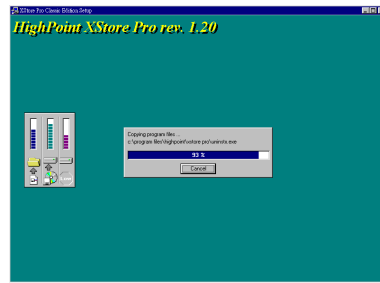 XStore Pro Classic Edition Setup
HighPoint XStore Pro rev. 1.20
Copying program files ...
c:\program files\highpoint\xstore pro\uninxts.exe
93 %
Cancel